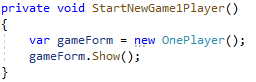 private void StartNewGame1Player()
{
    var gameForm = new OnePlayer();
    gameForm.Show();
}